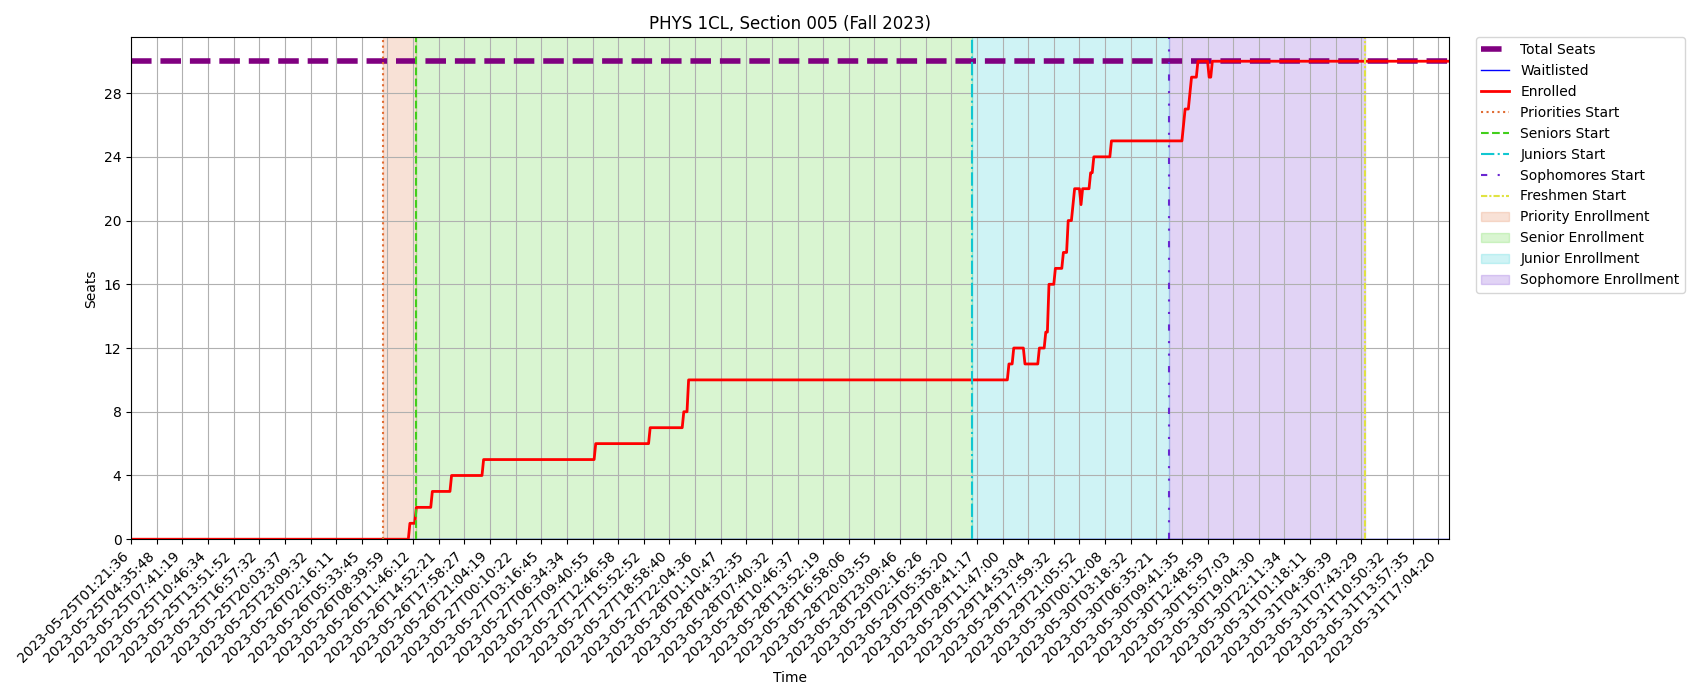 PHYS 1CL, Section 005 (Fall 2023)
Total Seats
Waitlisted
Enrolled
Priorities Start
Seniors Start
Juniors Start
Sophomores Start
Freshmen Start
Priority Enrollment
Senior Enrollment
Junior Enrollment
Sophomore Enrollment
Seats
28
24
20
16
12
8
4
0
2023-05-25T01:21:36
2023-05-25T04:35:48
2023-05-25T07:41:19
2023-05-25T10:46:34
2023-05-25T13:51:52
2023-05-25T16:57:32
2023-05-25T20:03:37
2023-05-25T23:09:32
2023-05-26T02:16:11
2023-05-26T05:33:45
2023-05-26T08:39:59
2023-05-26T11:46:12
2023-05-26T14:52:21
2023-05-26T17:58:27
2023-05-26T21:04:19
2023-05-27T00:10:22
2023-05-27T03:16:45
2023-05-27T06:34:34
2023-05-27T09:40:55
2023-05-27T12:46:58
2023-05-27T15:52:52
2023-05-27T18:58:40
2023-05-27T22:04:36
2023-05-28T01:10:47
2023-05-28T04:32:35
2023-05-28T07:40:32
2023-05-28T10:46:37
2023-05-28T13:52:19
2023-05-28T16:58:06
2023-05-28T20:03:55
2023-05-28T23:09:46
2023-05-29T02:16:26
2023-05-29T05:35:20
2023-05-29T08:41:17
2023-05-29T11:47:00
2023-05-29T14:53:04
2023-05-29T17:59:32
2023-05-29T21:05:52
2023-05-30T00:12:08
2023-05-30T03:18:32
2023-05-30T06:35:21
2023-05-30T09:41:35
2023-05-30T12:48:59
2023-05-30T15:57:03
2023-05-30T19:04:30
2023-05-30T22:11:34
2023-05-31T01:18:11
2023-05-31T04:36:39
2023-05-31T07:43:29
2023-05-31T10:50:32
2023-05-31T13:57:35
2023-05-31T17:04:20
Time